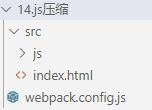 14.js压缩
src
js
index.html
webpack.config.js